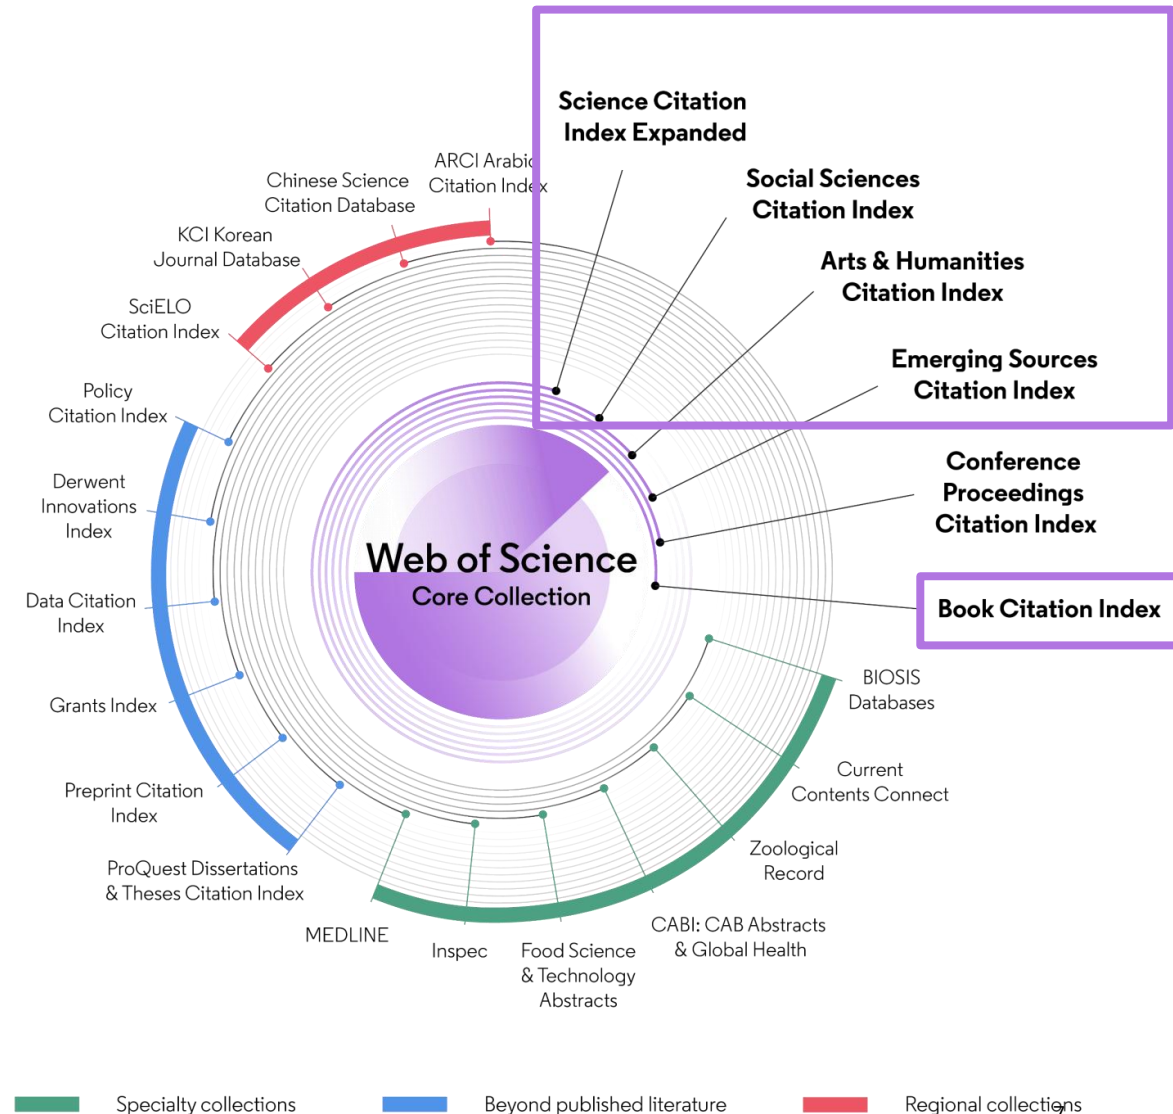 Science Citation
Index Expanded
Social Sciences
Citation Index
Arts & Humanities
Citation Index
Emerging Sources
Citation Index
Conference
Proceedings
Citation Index
Book Citation Index
BIOSIS
Databases
Current
Contents Connect
Zoological
Record
CABI: CAB Abstracts
& Global Health
Food Science
& Technology
Abstracts
Inspec
MEDLINE
ProQuest Dissertations
& Theses Citation Index
Preprint Citation
Index
Grants Index
Data Citation
Index
Derwent
Innovations
Index
Policy
Citation Index
SciELO
Citation Index
KCI Korean
Journal Database
Chinese Science
Citation Database
ARCI Arabic
Citation Index
Web of Science
Core Collection
Specialty collections
Beyond published literature
Regional collections